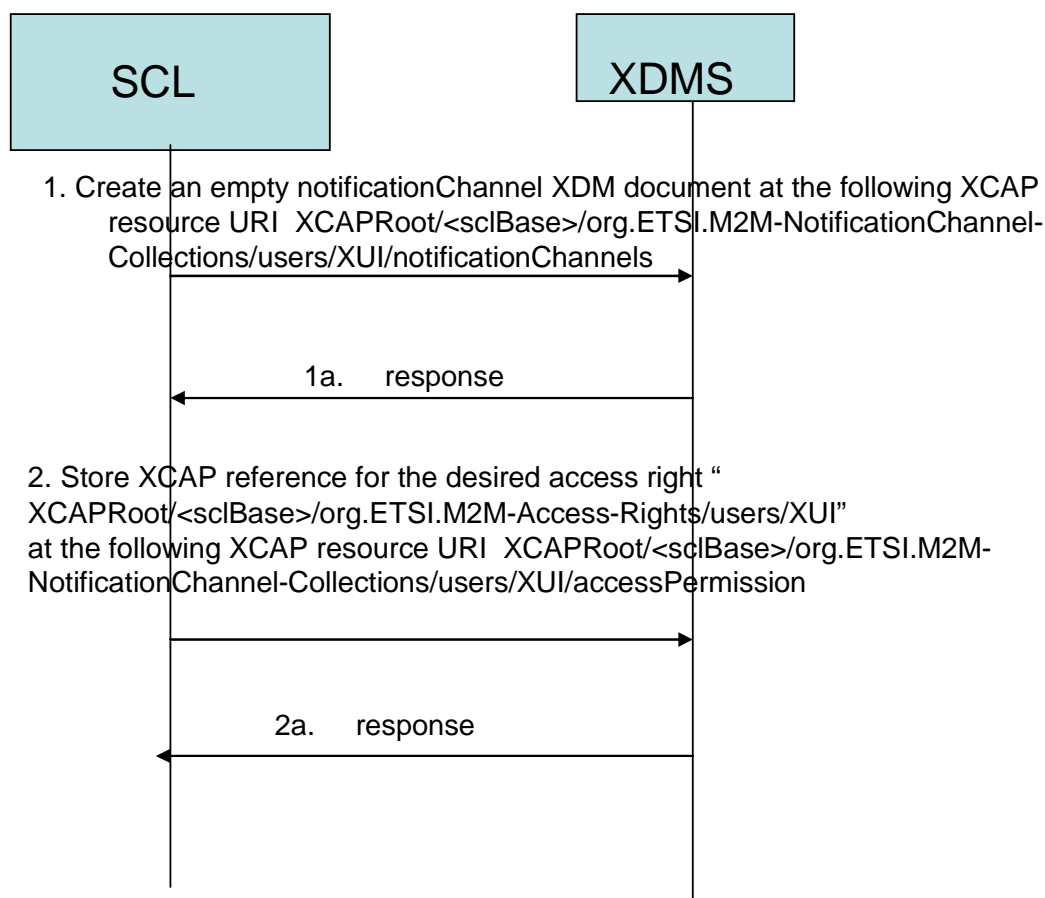 SCL
XDMS
1. Create an empty notificationChannel XDM document at the following XCAP
resource URI XCAPRoot/<sclBase>/org.ETSI.M2M-NotificationChannel-
Collections/users/XUI/notificationChannels
1a. response
2. Store XCAP reference for the desired access right “
XCAPRoot/<sclBase>/org.ETSI.M2M-Access-Rights/users/XUI”
at the following XCAP resource URI XCAPRoot/<sclBase>/org.ETSI.M2M-
NotificationChannel-Collections/users/XUI/accessPermission
2a. response